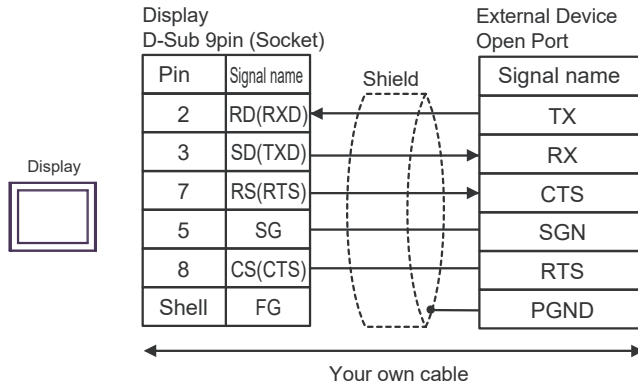 Display
D-Sub 9pin (Socket)
External Device
Open Port
Pin Signal name Shield Signal name
2 RD(RXD) TX
3 SD(TXD) RX
7 RS(RTS) CTS
5 SG SGN
8 CS(CTS) RTS
Shell FG PGND
Display
Your own cable